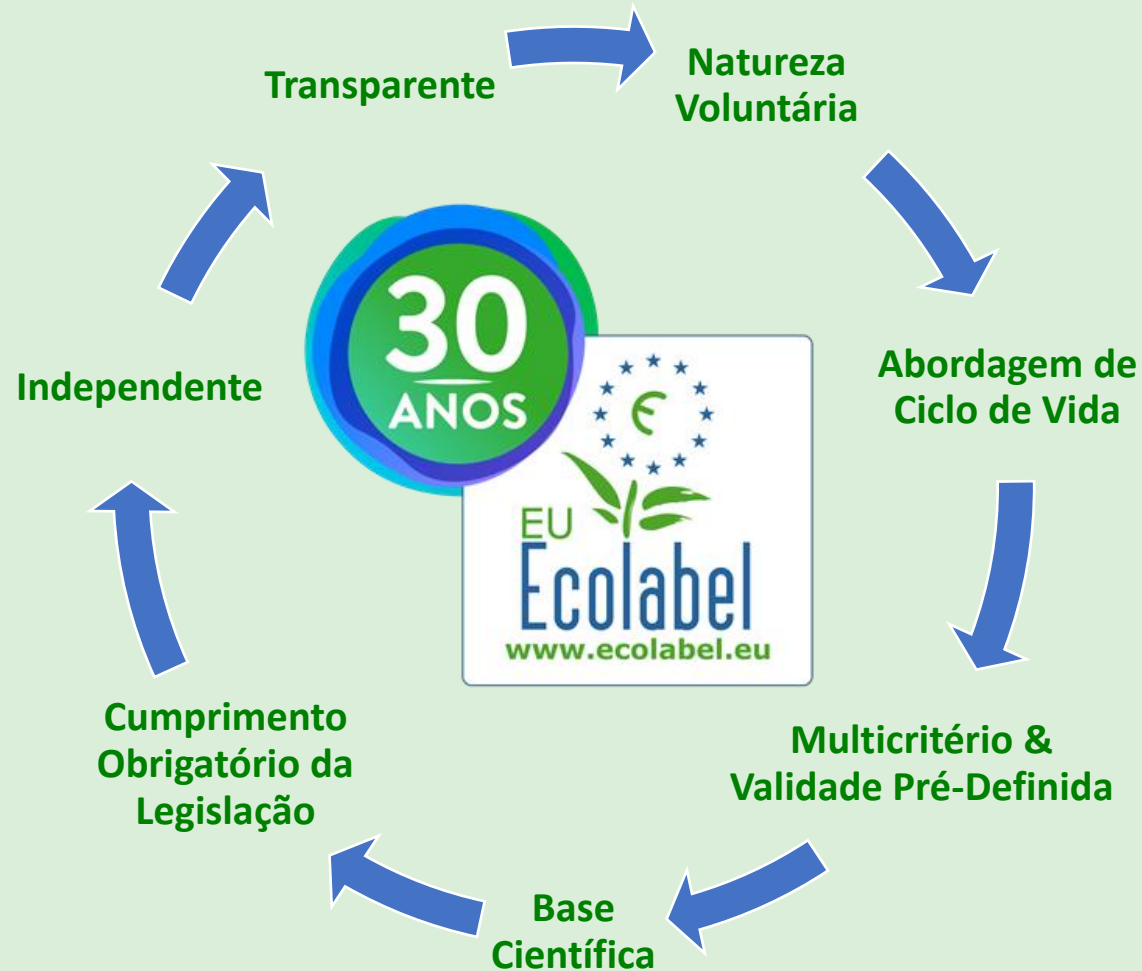 Transparente
Natureza
Voluntária
Abordagem de
Ciclo de Vida
Multicritério &
Validade Pré-Definida
Base
Científica
Cumprimento
Obrigatório da
Legislação
Independente
30
ANOS
EU
Ecolabel
www.ecolabel.eu